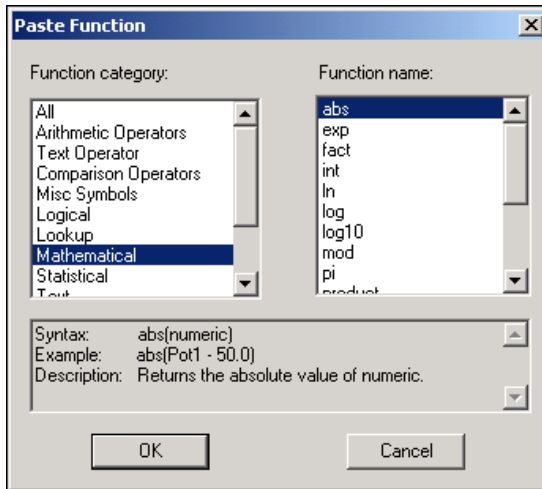 Paste Function
Function category:
Function name:
All
Arithmetic Operators
Text Operator
Comparison Operators
Misc Symbols
Logical
Lookup
Mathematical
Statistical
Text
abs
exp
fact
int
ln
log
log10
mod
pi
product
Syntax: abs(numeric)
Example: abs(Pot1 - 50.0)
Description: Returns the absolute value of numeric.
OK
Cancel